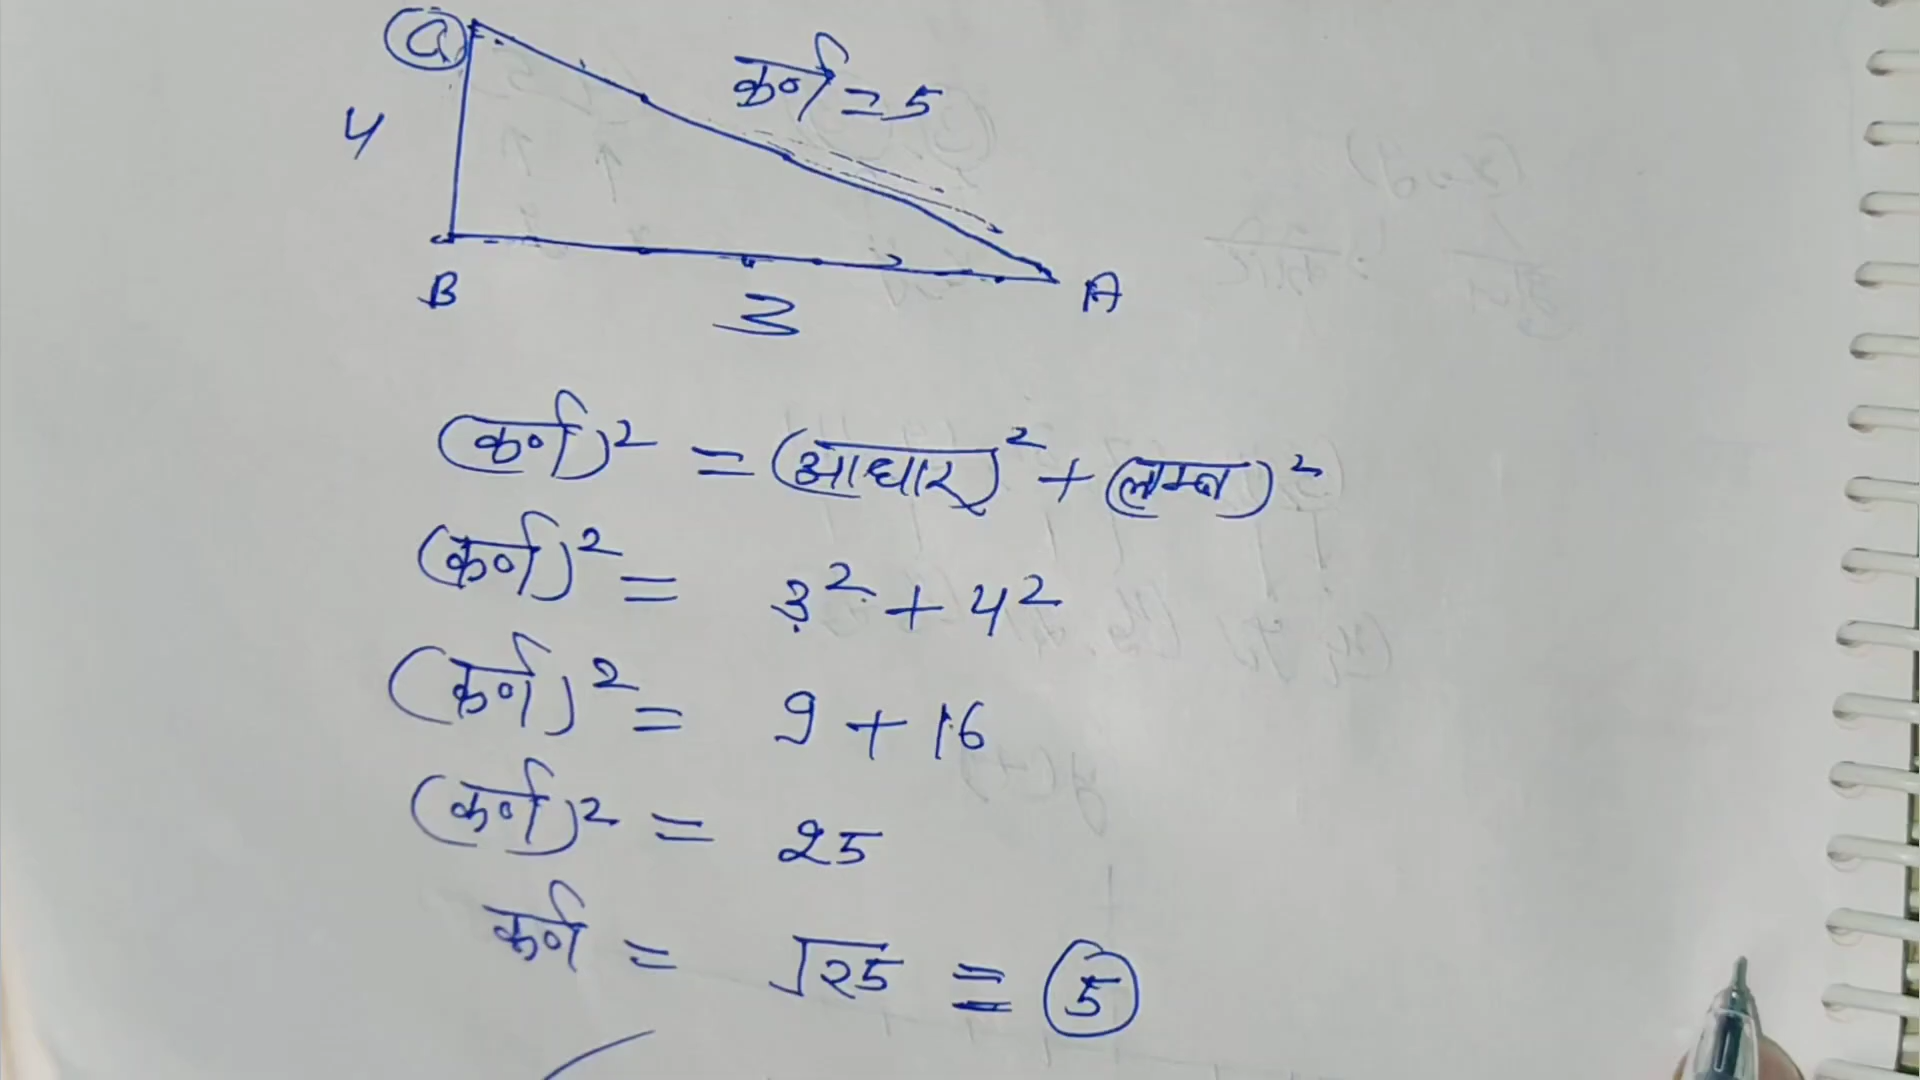 a
कर्ण = 5
4
B
A
3
(कर्ण)² = (आधार)² + (लम्ब)²
(कर्ण)² = 3² + 4²
(कर्ण)² = 9 + 16
(कर्ण)² = 25
कर्ण = √25 = 5